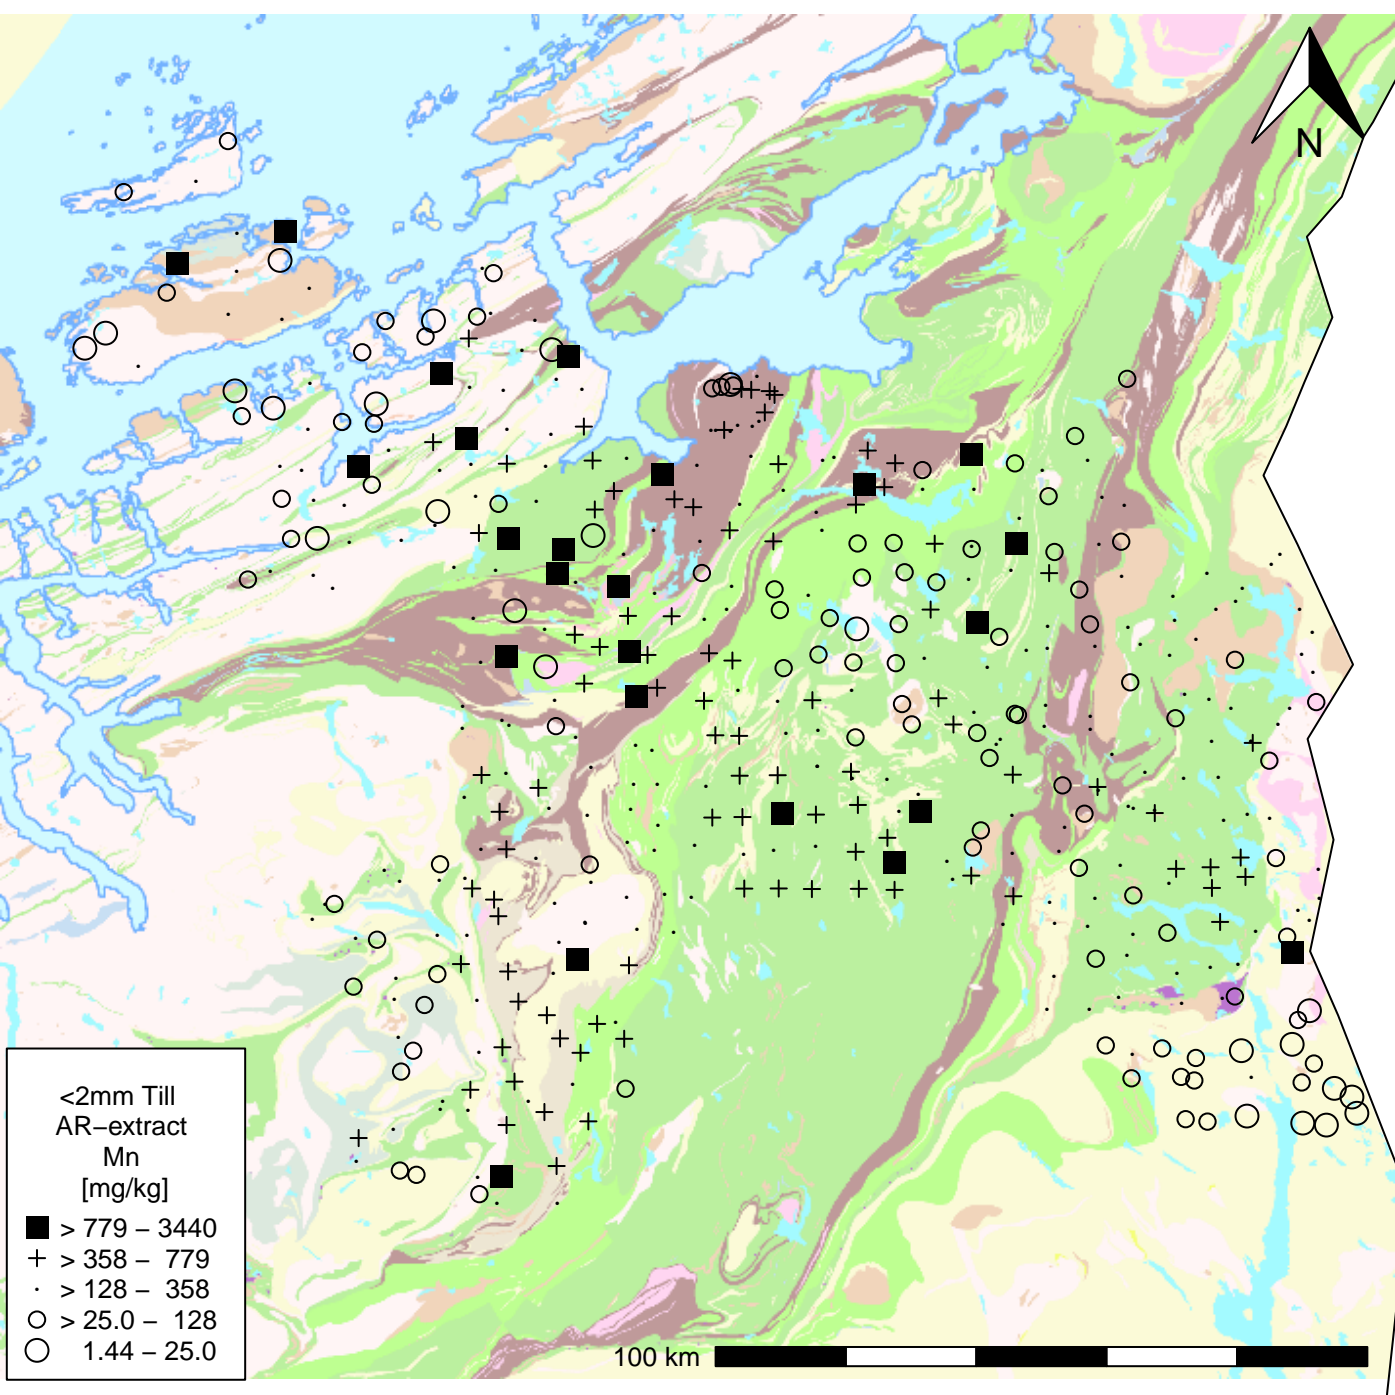 N
<2mm Till
AR−extract
Mn
[mg/kg]
> 779 − 3440
> 358 − 779
> 128 − 358
> 25.0 − 128
1.44 − 25.0
100 km